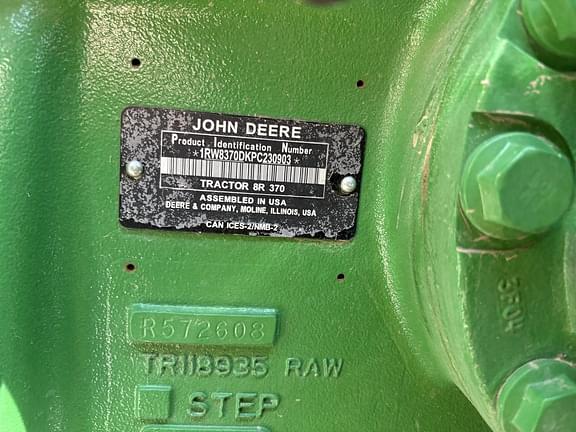 JOHN DEERE
Product Identification Number
*1RW8370DKPC230903*
TRACTOR 8R 370
ASSEMBLED IN USA
DEERE & COMPANY, MOLINE, ILLINOIS, USA
CAN ICES-2/NMB-2
R572608
TR118935 RAW
STEP
3F04